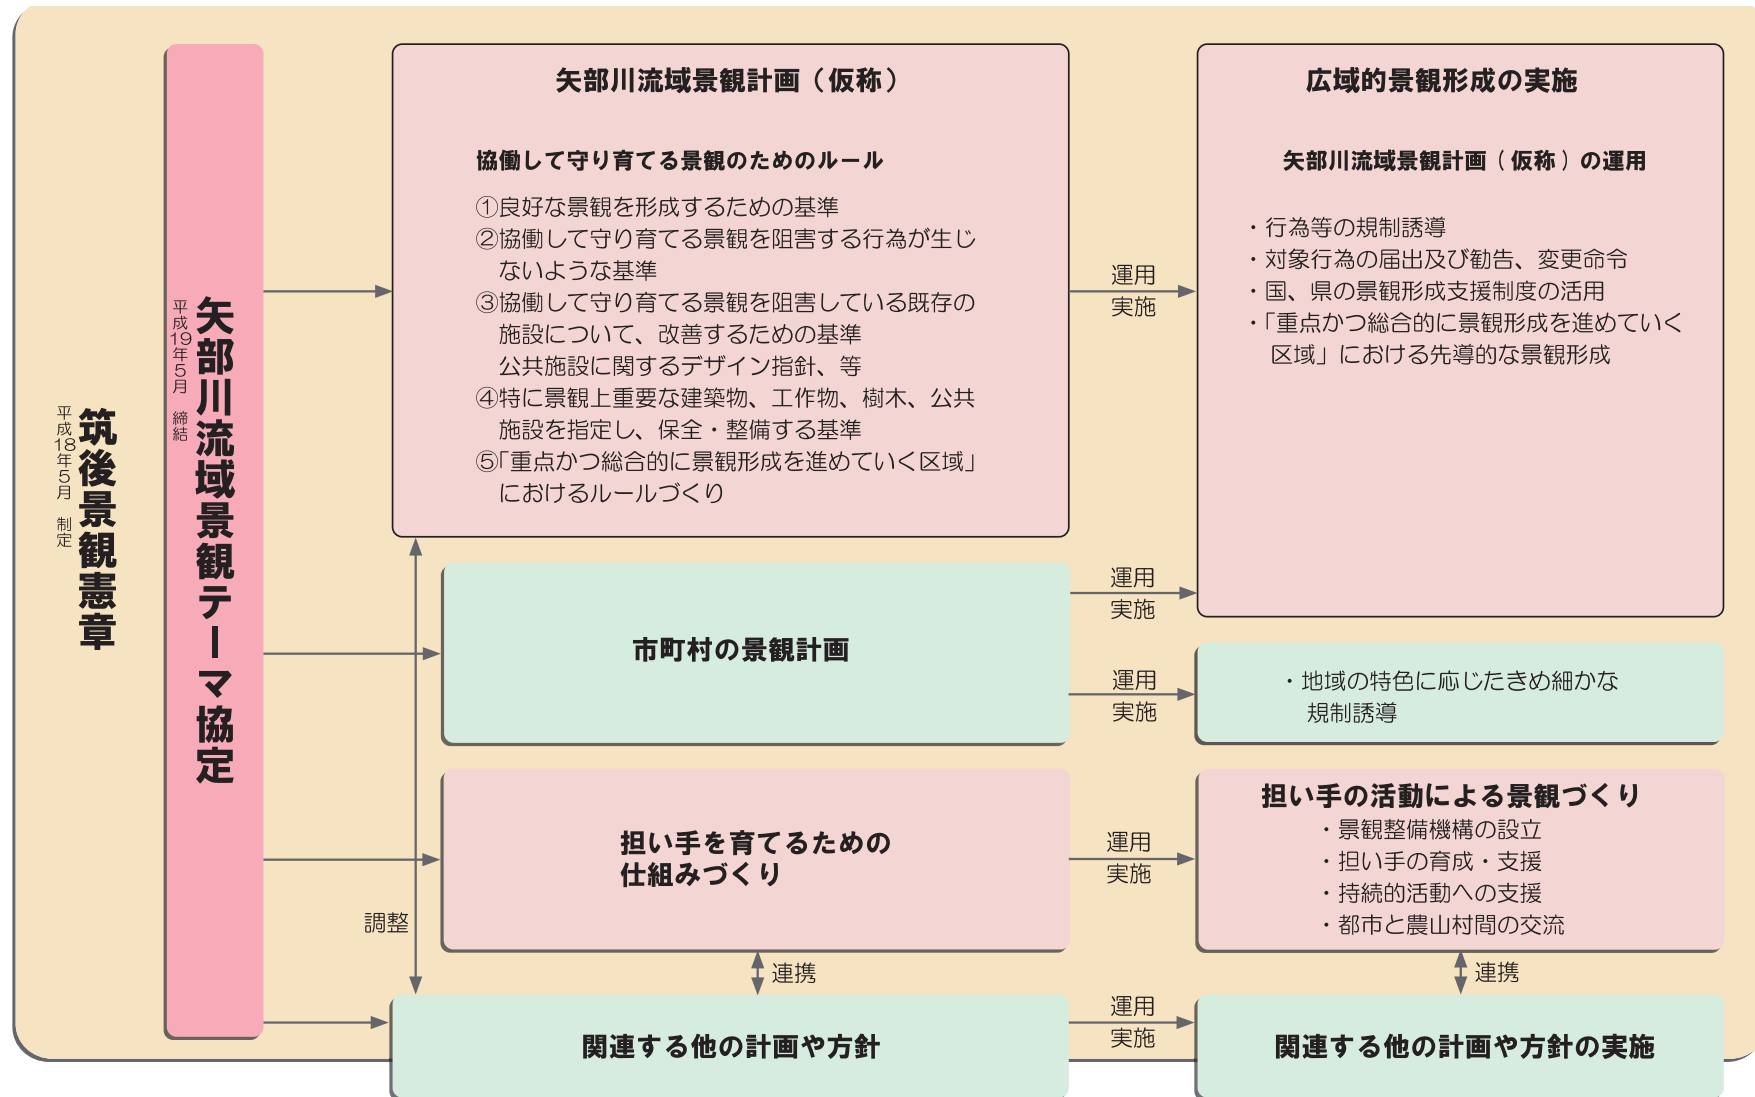 筑後景観憲章
平成18年5月 制定
矢部川流域景観テーマ協定
平成19年5月 締結
矢部川流域景観計画（仮称）
協働して守り育てる景観のためのルール
①良好な景観を形成するための基準
②協働して守り育てる景観を阻害する行為が生じ
ないような基準
③協働して守り育てる景観を阻害している既存の
施設について、改善するための基準
公共施設に関するデザイン指針、等
④特に景観上重要な建築物、工作物、樹木、公共
施設を指定し、保全・整備する基準
⑤「重点かつ総合的に景観形成を進めていく区域」
におけるルールづくり
運用
実施
広域的景観形成の実施
矢部川流域景観計画（仮称）の運用
・行為等の規制誘導
・対象行為の届出及び勧告、変更命令
・国、県の景観形成支援制度の活用
・「重点かつ総合的に景観形成を進めていく
区域」における先導的な景観形成
市町村の景観計画
運用
実施
運用
実施
・地域の特色に応じたきめ細かな
規制誘導
担い手を育てるための
仕組みづくり
運用
実施
担い手の活動による景観づくり
・景観整備機構の設立
・担い手の育成・支援
・持続的活動への支援
・都市と農山村間の交流
調整
連携
連携
関連する他の計画や方針
運用
実施
関連する他の計画や方針の実施